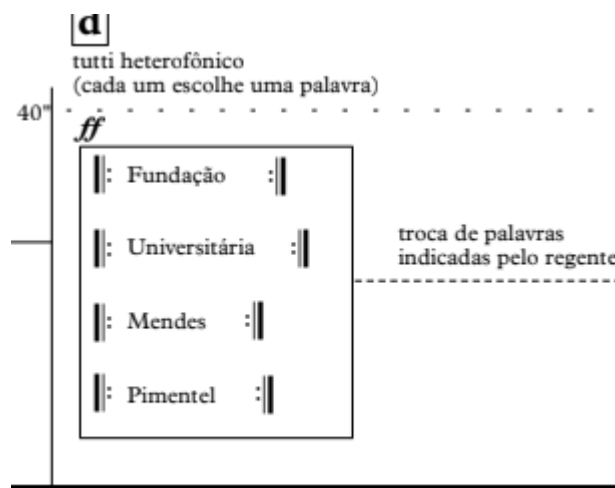 d
tutti heterofônico
(cada um escolhe uma palavra)
40"
ff
Fundação
Universitária
troca de palavras
indicadas pelo regente
Mendes
Pimentel